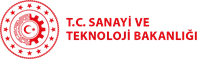 T.C. SANAYİ VE
TEKNOLOJİ BAKANLIĞI